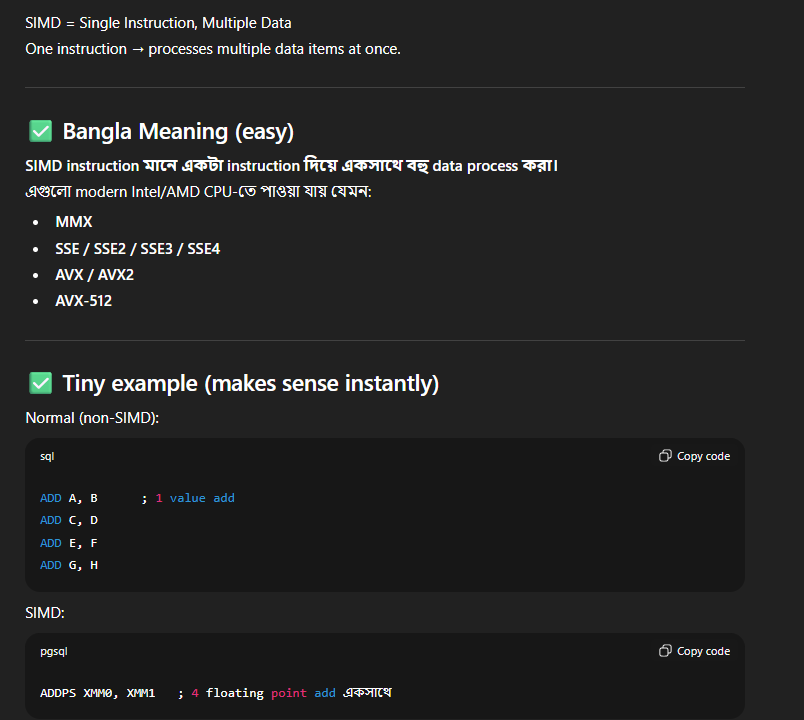 SIMD = Single Instruction, Multiple Data
One instruction → processes multiple data items at once.
✅ Bangla Meaning (easy)
SIMD instruction মানে একটা instruction দিয়ে একসাথে বহু data process করা।
এগুলো modern Intel/AMD CPU-তে পাওয়া যায় যেমন:
• MMX
• SSE / SSE2 / SSE3 / SSE4
• AVX / AVX2
• AVX-512
✅ Tiny example (makes sense instantly)
Normal (non-SIMD):
sql Copy code
ADD A, B ; 1 value add
ADD C, D
ADD E, F
ADD G, H
SIMD:
pgsql Copy code
ADDPS XMM0, XMM1 ; 4 floating point add একসাথে